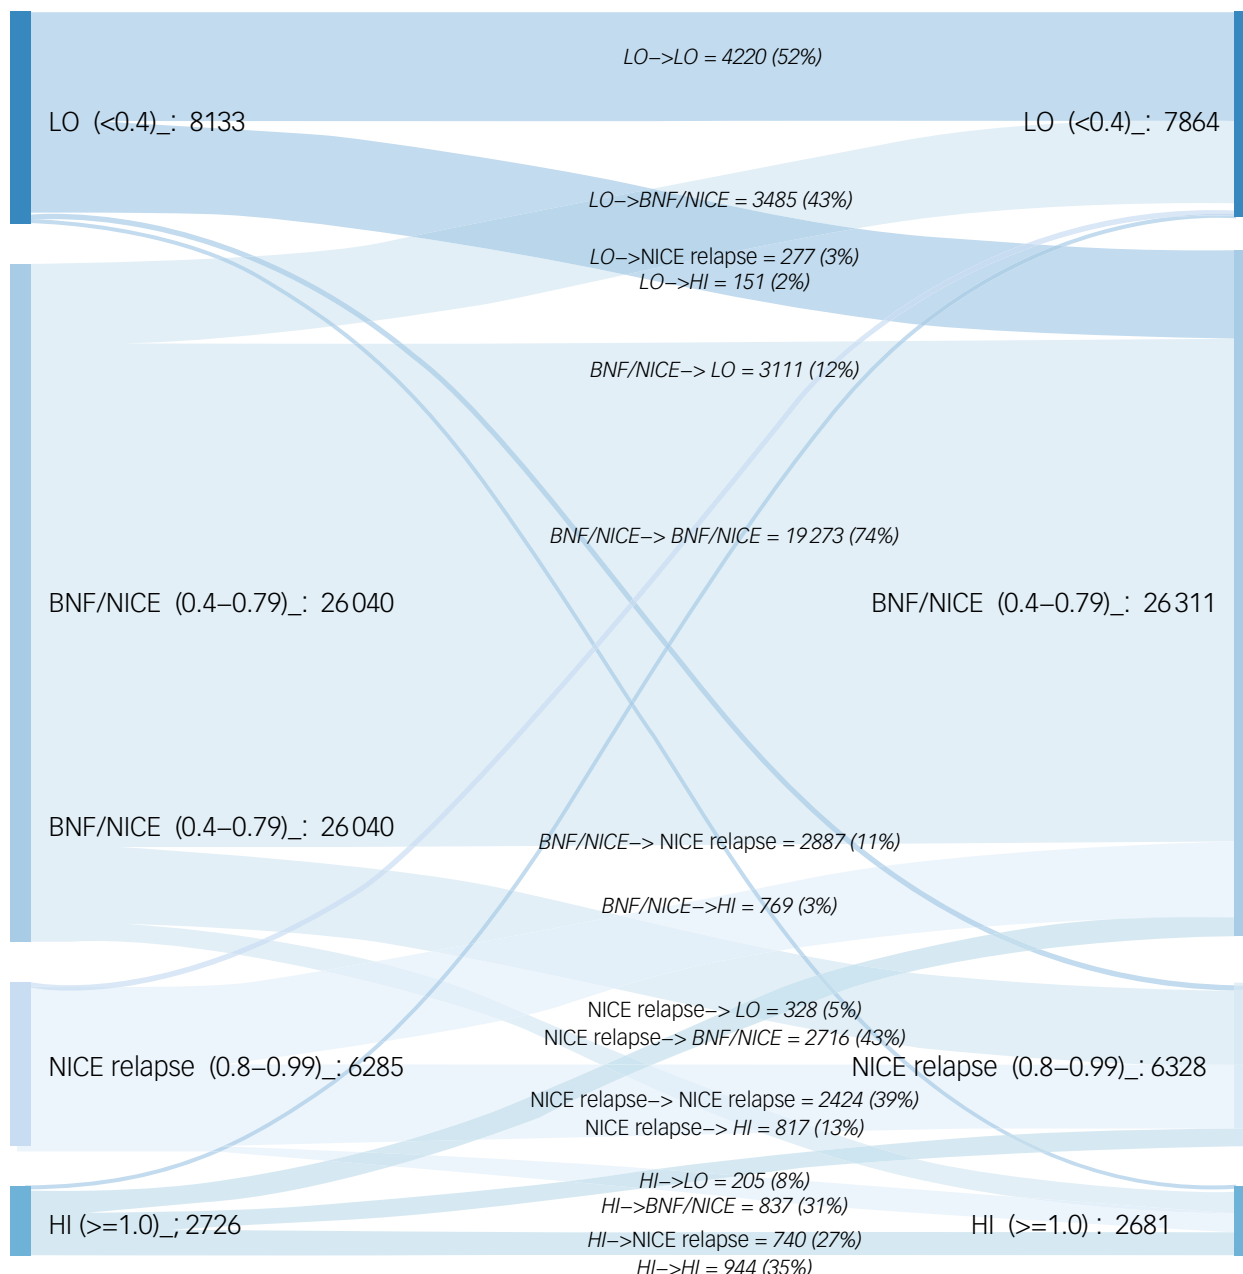 LO–>LO = 4220 (52%)
LO (<0.4)_: 8133
LO (<0.4)_: 7864
LO–>BNF/NICE = 3485 (43%)
LO–>NICE relapse = 277 (3%)
LO–>HI = 151 (2%)
BNF/NICE–> LO = 3111 (12%)
BNF/NICE–> BNF/NICE = 19 273 (74%)
BNF/NICE (0.4–0.79)_: 26 040
BNF/NICE (0.4–0.79)_: 26 311
BNF/NICE (0.4–0.79)_: 26 040
BNF/NICE–> NICE relapse = 2887 (11%)
BNF/NICE–>HI = 769 (3%)
NICE relapse–> LO = 328 (5%)
NICE relapse–> BNF/NICE = 2716 (43%)
NICE relapse (0.8–0.99)_: 6285
NICE relapse (0.8–0.99)_: 6328
NICE relapse–> NICE relapse = 2424 (39%)
NICE relapse–> HI = 817 (13%)
HI–>LO = 205 (8%)
HI–>BNF/NICE = 837 (31%)
HI (>=1.0)_; 2726
HI (>=1.0) : 2681
HI–>NICE relapse = 740 (27%)
HI–>HI = 944 (35%)